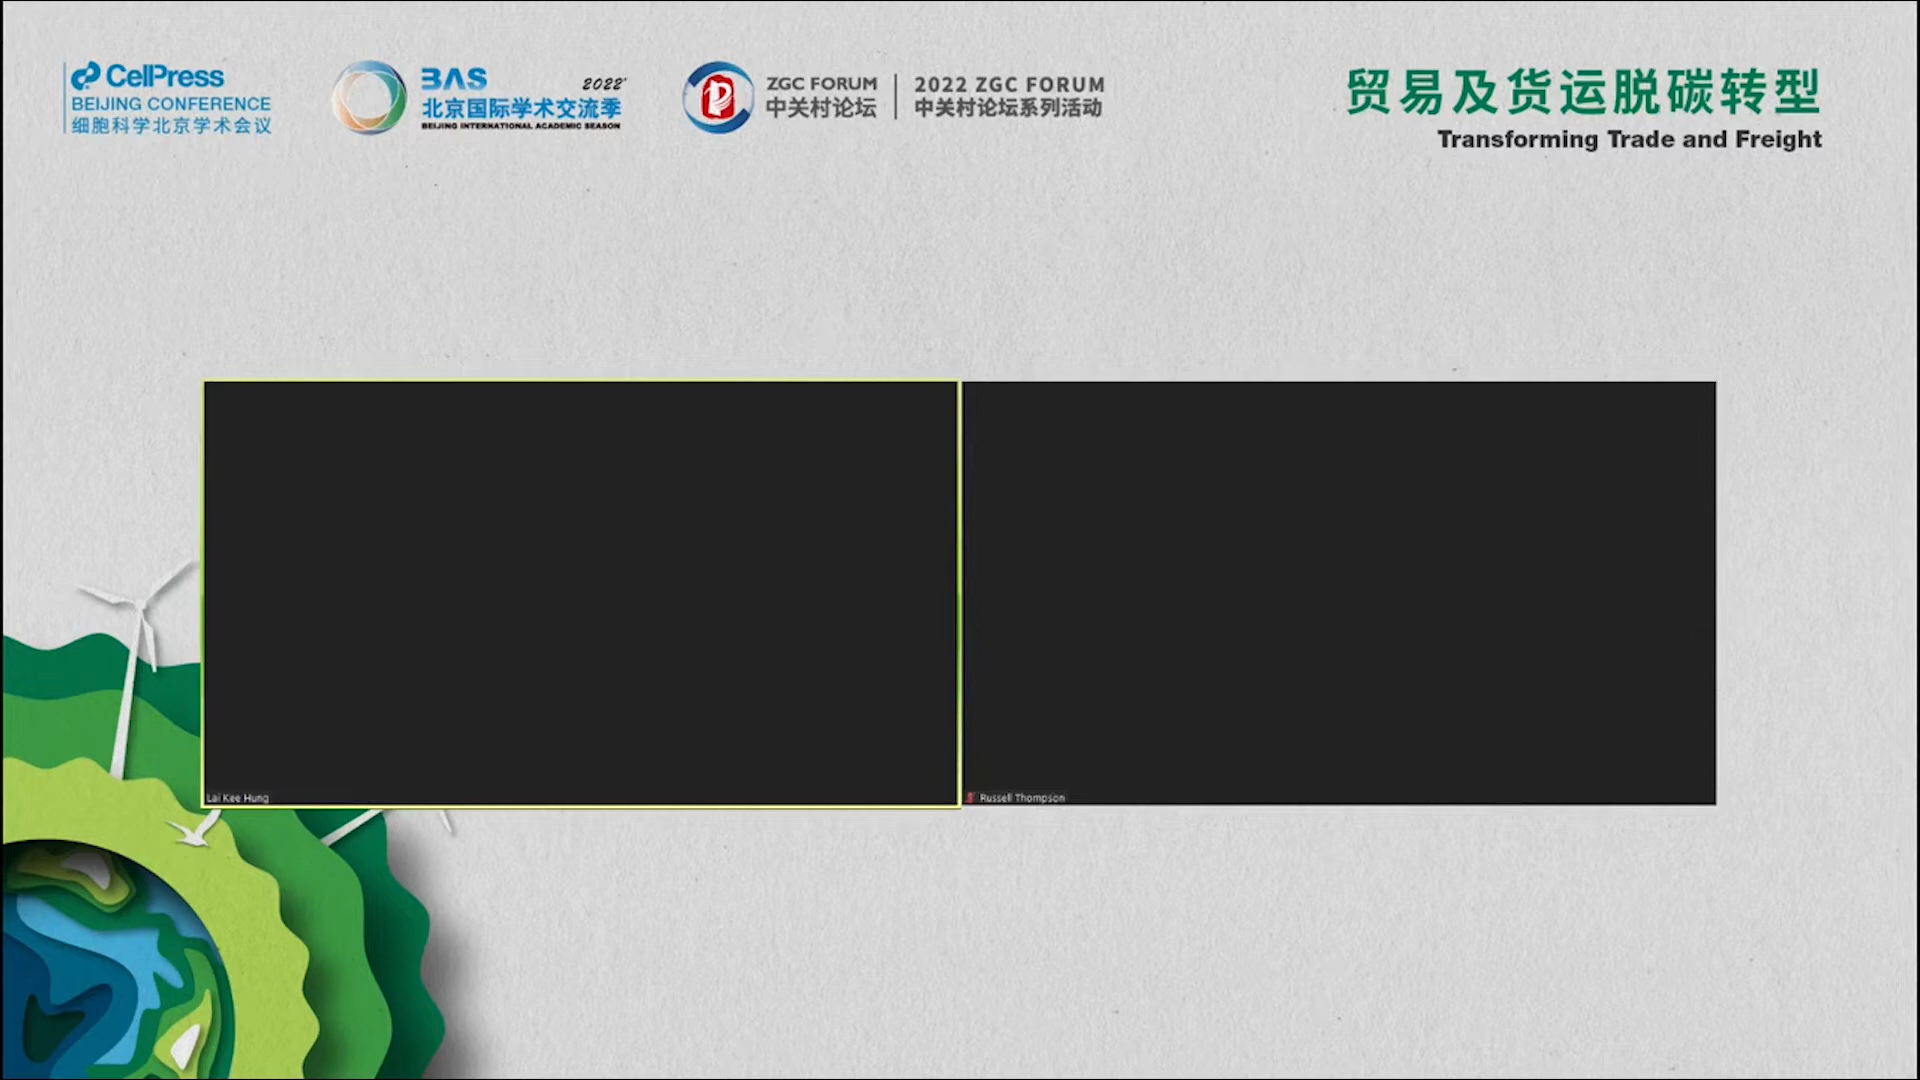 CellPress
BEIJING CONFERENCE
细胞科学北京学术会议
BAS 2022
北京国际学术交流季
BEIJING INTERNATIONAL ACADEMIC SEASON
ZGC FORUM
中关村论坛
2022 ZGC FORUM
中关村论坛系列活动
贸易及货运脱碳转型
Transforming Trade and Freight
Lai Kee Hung
Russell Thompson